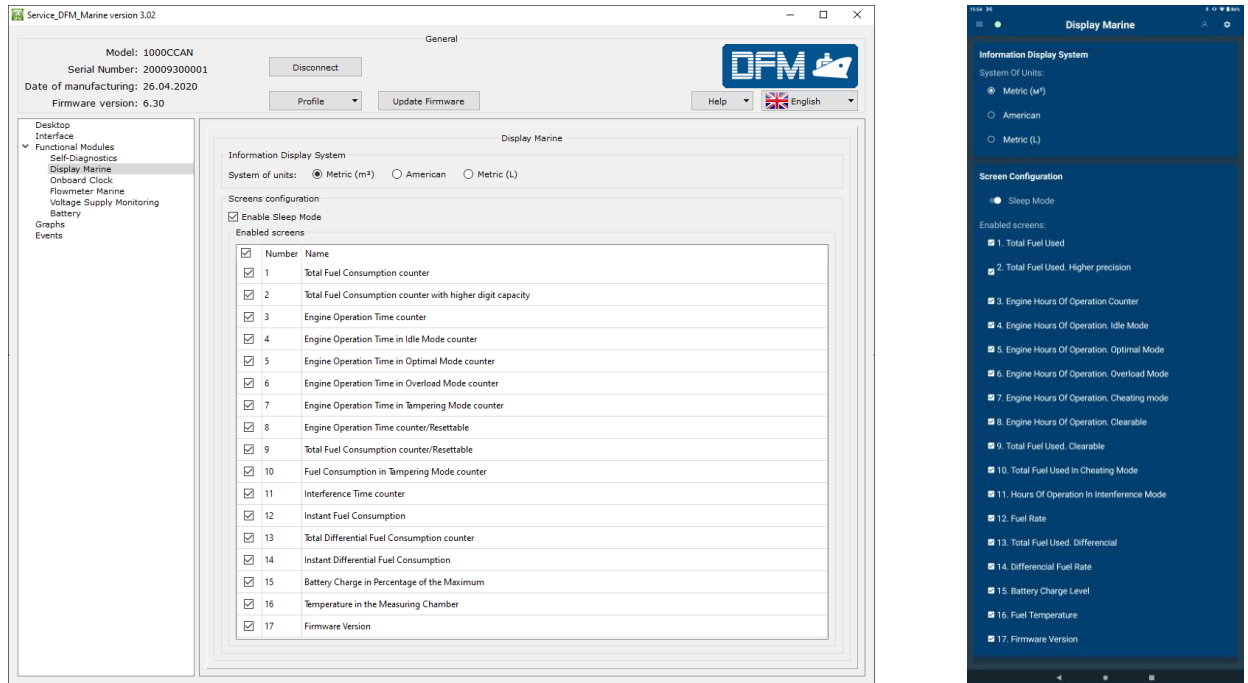 Service_DFM_Marine version 3.02
General
Model: 1000CCAN
Serial Number: 20009300001
Date of manufacturing: 26.04.2020
Firmware version: 6.30
Disconnect
Profile
Update Firmware
DFM
Help
English
Desktop
Interface
Functional Modules
Self-Diagnostics
Display Marine
Onboard Clock
Flowmeter Marine
Voltage Supply Monitoring
Battery
Graphs
Events
Display Marine
Information Display System
System of units: Metric (m³) American Metric (L)
Screens configuration
Enable Sleep Mode
Enabled screens
Number Name
1 Total Fuel Consumption counter
2 Total Fuel Consumption counter with higher digit capacity
3 Engine Operation Time counter
4 Engine Operation Time in Idle Mode counter
5 Engine Operation Time in Optimal Mode counter
6 Engine Operation Time in Overload Mode counter
7 Engine Operation Time in Tampering Mode counter
8 Engine Operation Time counter/Resettable
9 Total Fuel Consumption counter/Resettable
10 Fuel Consumption in Tampering Mode counter
11 Interference Time counter
12 Instant Fuel Consumption
13 Total Differential Fuel Consumption counter
14 Instant Differential Fuel Consumption
15 Battery Charge in Percentage of the Maximum
16 Temperature in the Measuring Chamber
17 Firmware Version
Display Marine
Information Display System
System Of Units:
Metric (м³)
American
Metric (L)
Screen Configuration
Sleep Mode
Enabled screens:
1. Total Fuel Used
2. Total Fuel Used. Higher precision
3. Engine Hours Of Operation Counter
4. Engine Hours Of Operation. Idle Mode
5. Engine Hours Of Operation. Optimal Mode
6. Engine Hours Of Operation. Overload Mode
7. Engine Hours Of Operation. Cheating mode
8. Engine Hours Of Operation. Clearable
9. Total Fuel Used. Clearable
10. Total Fuel Used In Cheating Mode
11. Hours Of Operation In Intenference Mode
12. Fuel Rate
13. Total Fuel Used. Differencial
14. Differencial Fuel Rate
15. Battery Charge Level
16. Fuel Temperature
17. Firmware Version